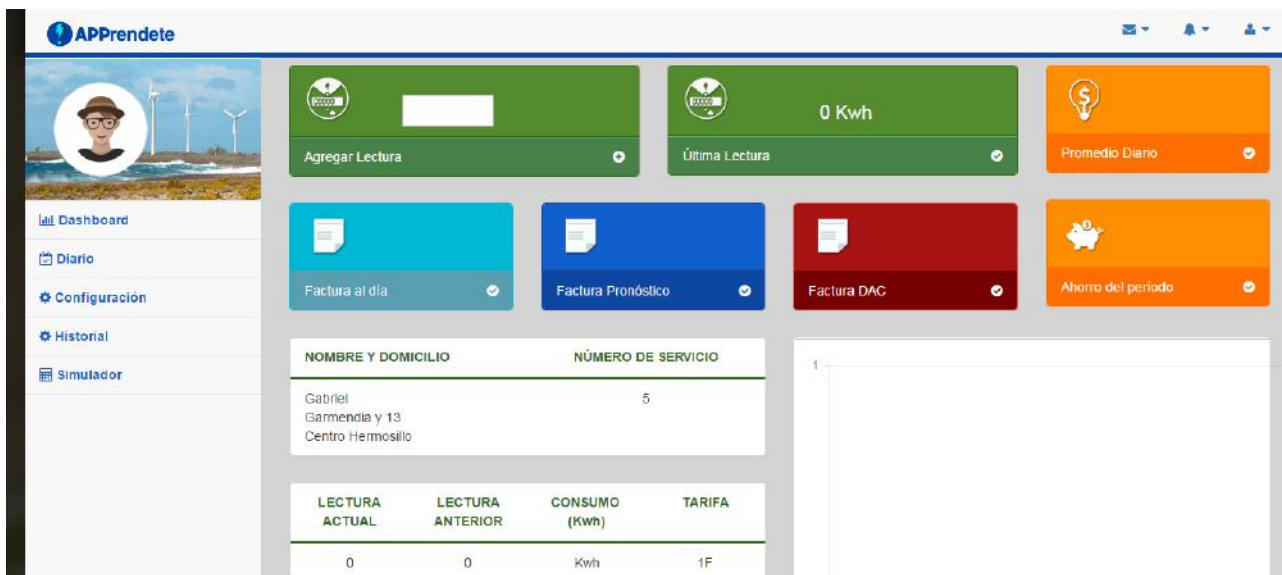 APPrendete
Dashboard
Diario
Configuración
Historial
Simulador
Agregar Lectura
0 Kwh
Última Lectura
Promedio Diario
Factura al día
Factura Pronóstico
Factura DAC
Ahorro del periodo
NOMBRE Y DOMICILIO NÚMERO DE SERVICIO
Gabriel 5
Garmendia y 13
Centro Hermosillo
LECTURA ACTUAL LECTURA ANTERIOR CONSUMO (Kwh) TARIFA
0 0 Kwh 1F
1